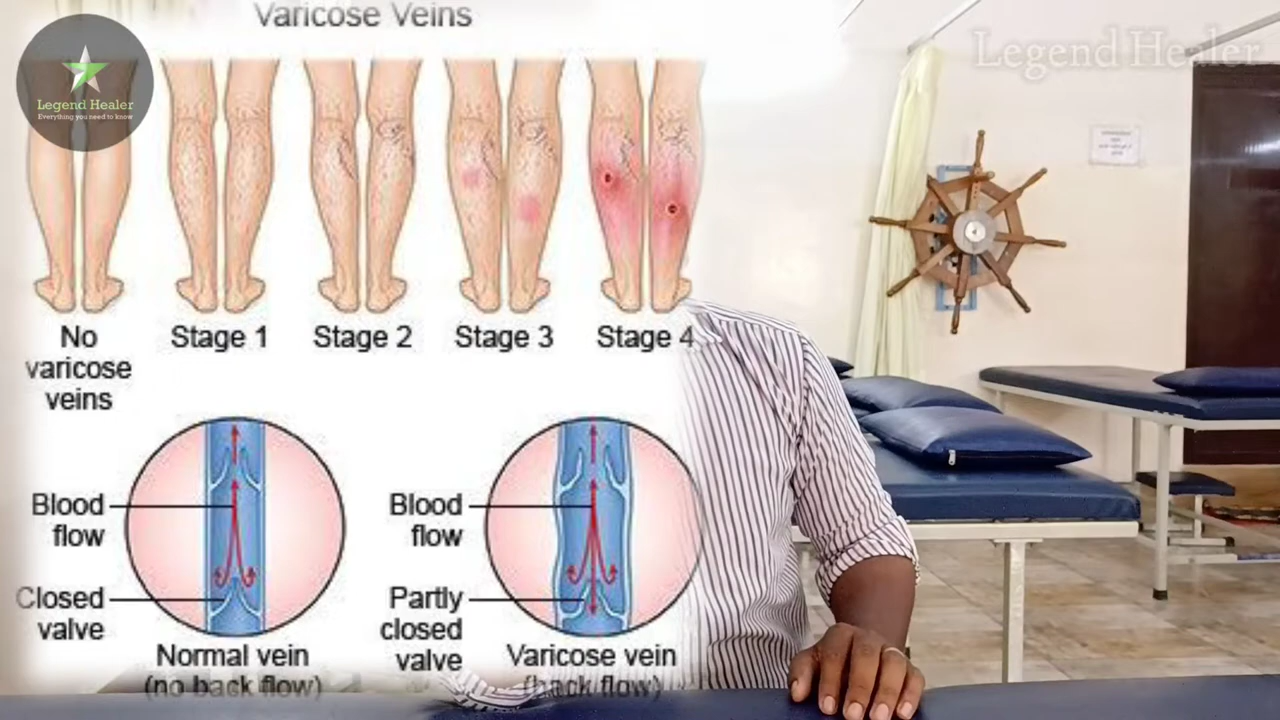 Varicose Veins
Legend Healer
Legend Healer
Everything you need to know
No
varicose
veins
Stage 1
Stage 2
Stage 3
Stage 4
Blood
flow
Closed
valve
Normal vein
(no back flow)
Blood
flow
Partly
closed
valve
Varicose vein
(back flow)